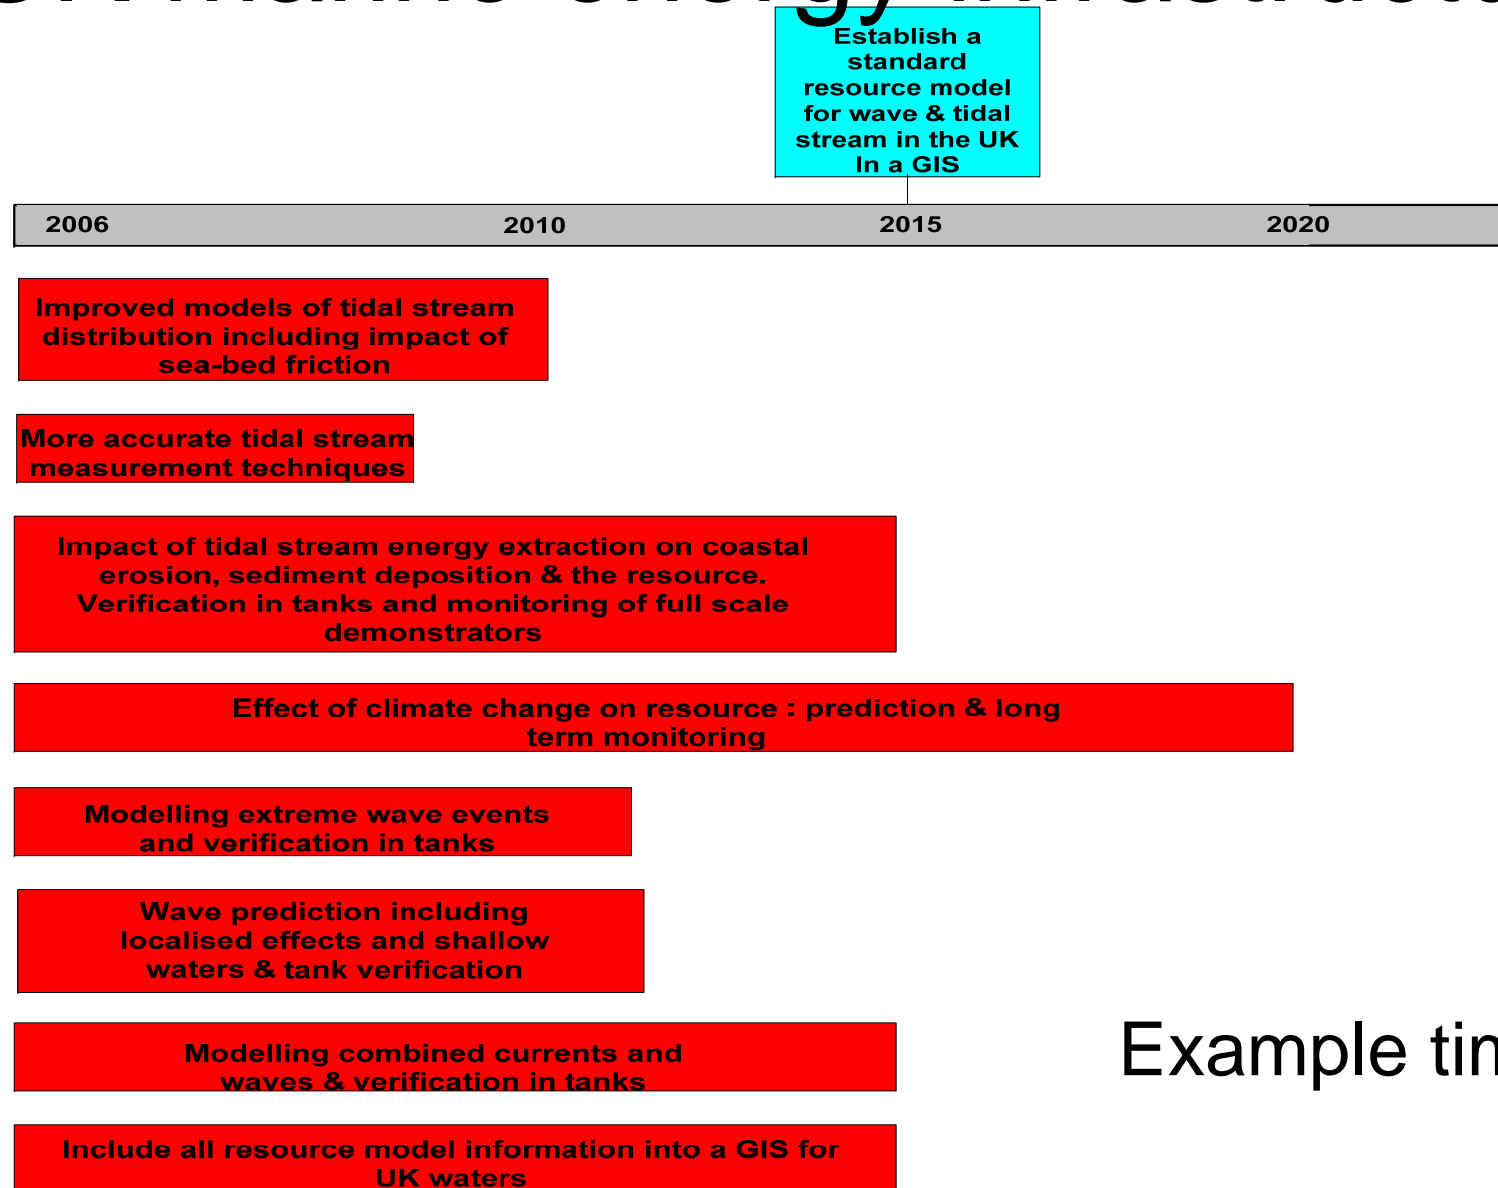 marine energy infrastruct
Establish a
standard
resource model
for wave & tidal
stream in the UK
In a GIS
2006 2010 2015 2020
Improved models of tidal stream
distribution including impact of
sea-bed friction
More accurate tidal stream
measurement techniques
Impact of tidal stream energy extraction on coastal
erosion, sediment deposition & the resource.
Verification in tanks and monitoring of full scale
demonstrators
Effect of climate change on resource : prediction & long
term monitoring
Modelling extreme wave events
and verification in tanks
Wave prediction including
localised effects and shallow
waters & tank verification
Modelling combined currents and
waves & verification in tanks
Example tim
Include all resource model information into a GIS for
UK waters